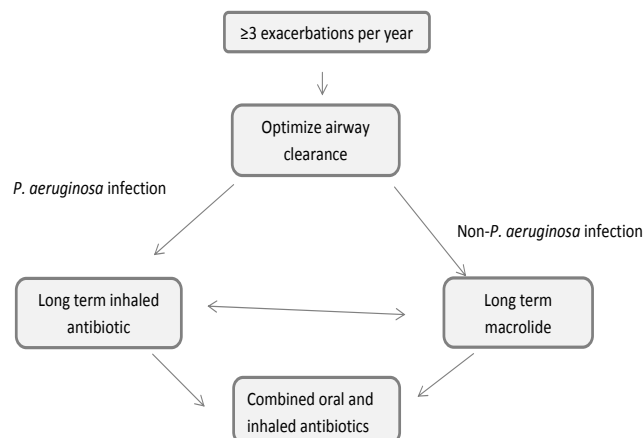 ≥3 exacerbations per year
Optimize airway
clearance
P. aeruginosa infection
Non-P. aeruginosa infection
Long term inhaled
antibiotic
Long term
macrolide
Combined oral and
inhaled antibiotics